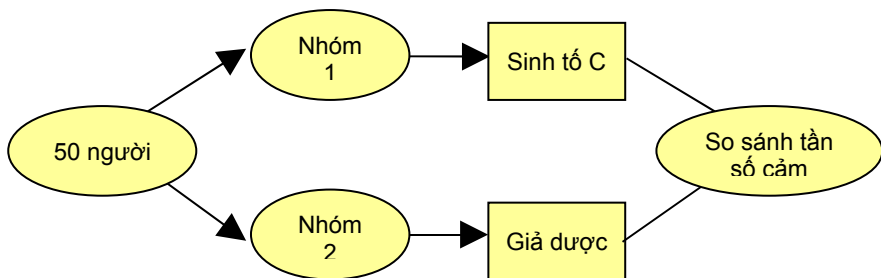 Nhóm
1
Sinh tố C
50 người
So sánh tần
số cảm
Nhóm
2
Giả dược